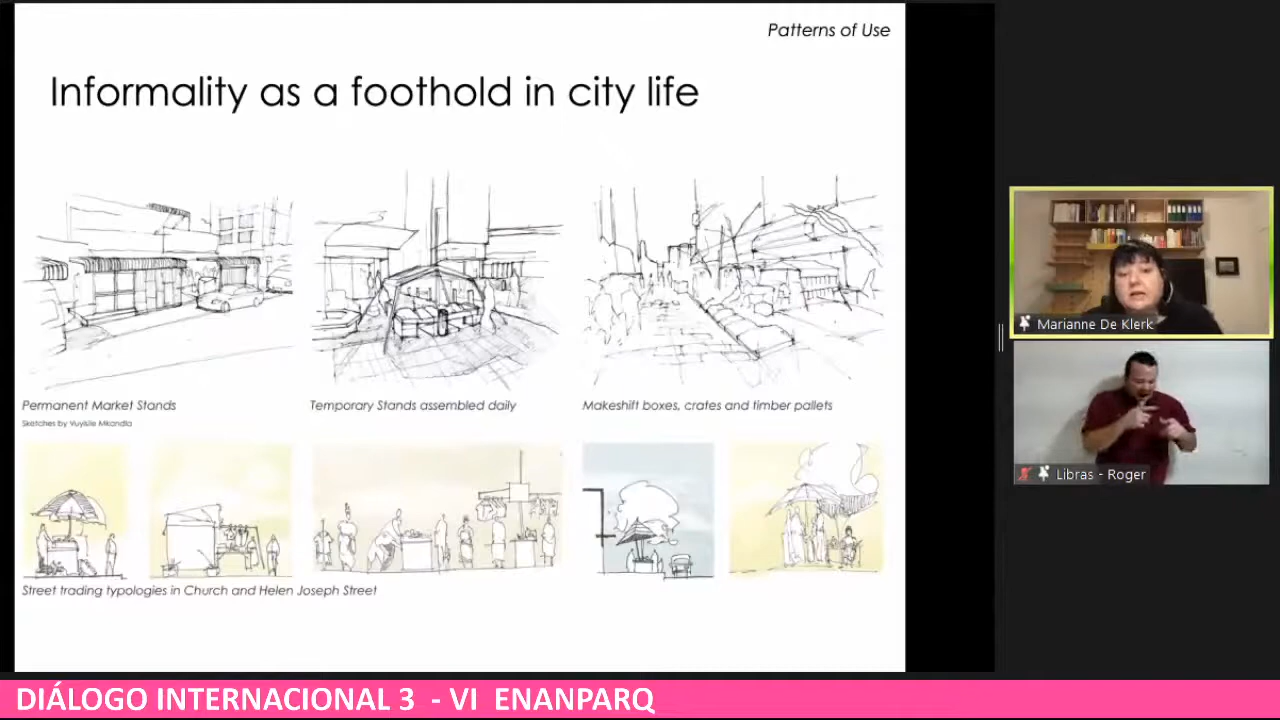 Patterns of Use
Informality as a foothold in city life
Permanent Market Stands
Temporary Stands assembled daily
Makeshift boxes, crates and timber pallets
Sketches by Vuyisile Mkandla
Street trading typologies in Church and Helen Joseph Street
Marianne De Klerk
Libras - Roger
DIÁLOGO INTERNACIONAL 3 - VI ENANPARQ